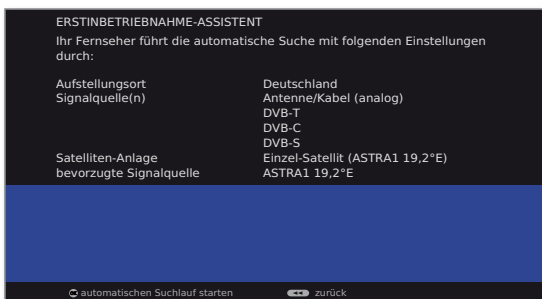 ERSTINBETRIEBNAHME-ASSISTENT
Ihr Fernseher führt die automatische Suche mit folgenden Einstellungen
durch:
Aufstellungsort Deutschland
Signalquelle(n) Antenne/Kabel (analog)
DVB-T
DVB-C
DVB-S
Satelliten-Anlage Einzel-Satellit (ASTRA1 19,2°E)
bevorzugte Signalquelle ASTRA1 19,2°E
automatischen Suchlauf starten zurück